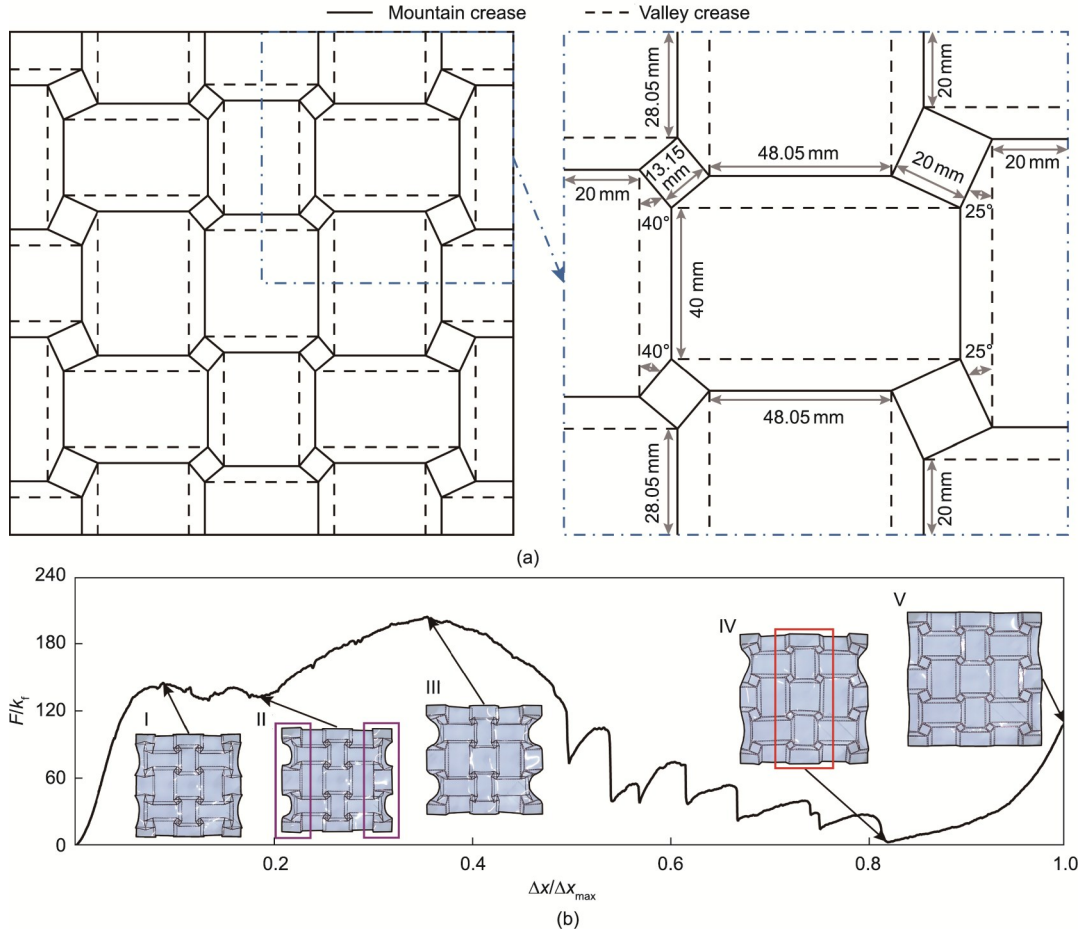 Mountain crease
Valley crease
28.05 mm
20 mm
13.15
mm
48.05 mm
20 mm
20 mm
20 mm
40°
25°
40 mm
40°
25°
48.05 mm
28.05 mm
20 mm
(a)
240
180
120
60
0
F/kf
I
II
III
IV
V
0.2
0.4
0.6
0.8
1.0
Δx/Δxmax
(b)